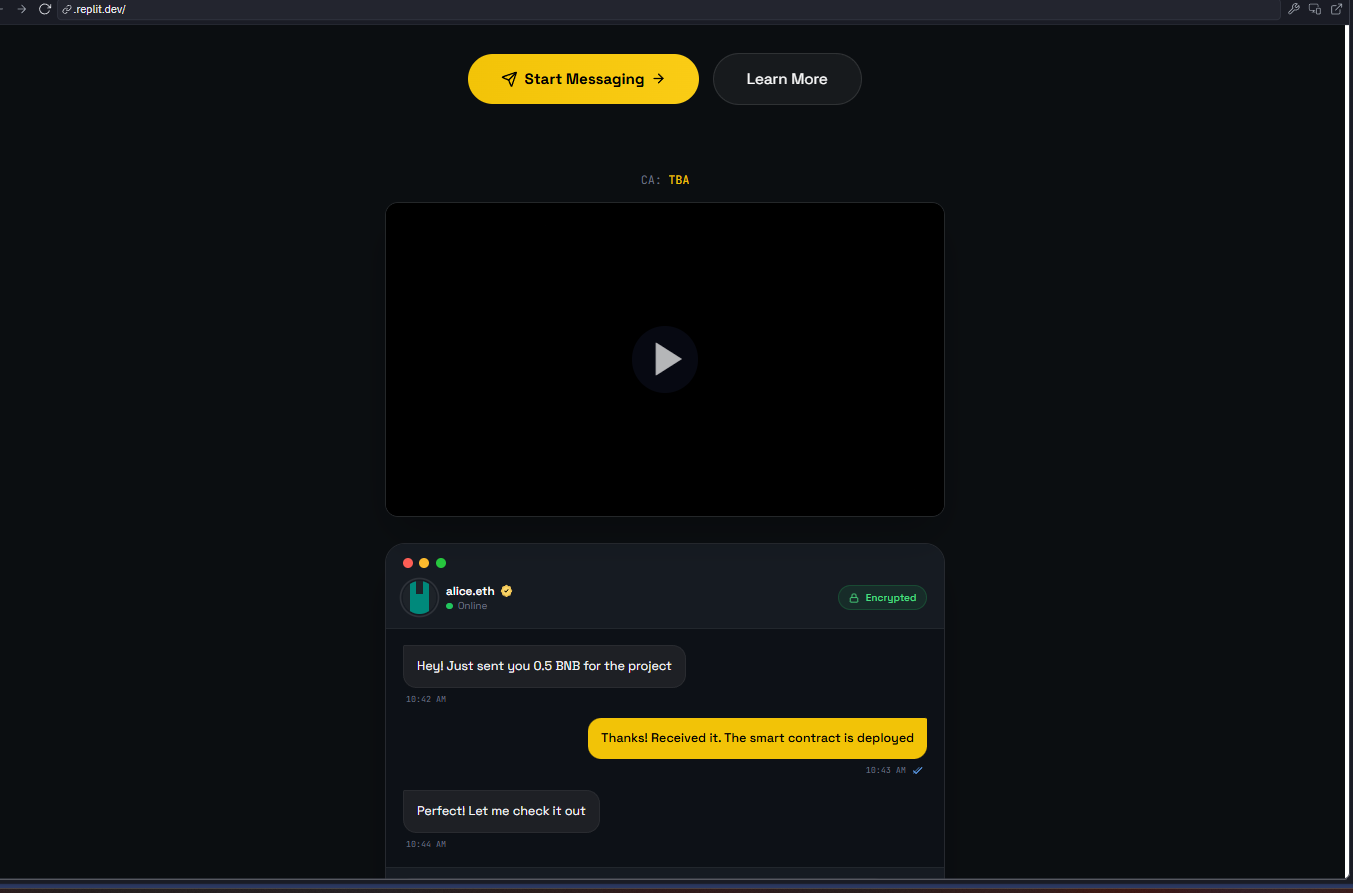 .replit.dev/
Start Messaging →
Learn More
CA: TBA
alice.eth
Online
Encrypted
Hey! Just sent you 0.5 BNB for the project
10:42 AM
Thanks! Received it. The smart contract is deployed
10:43 AM
Perfect! Let me check it out
10:44 AM